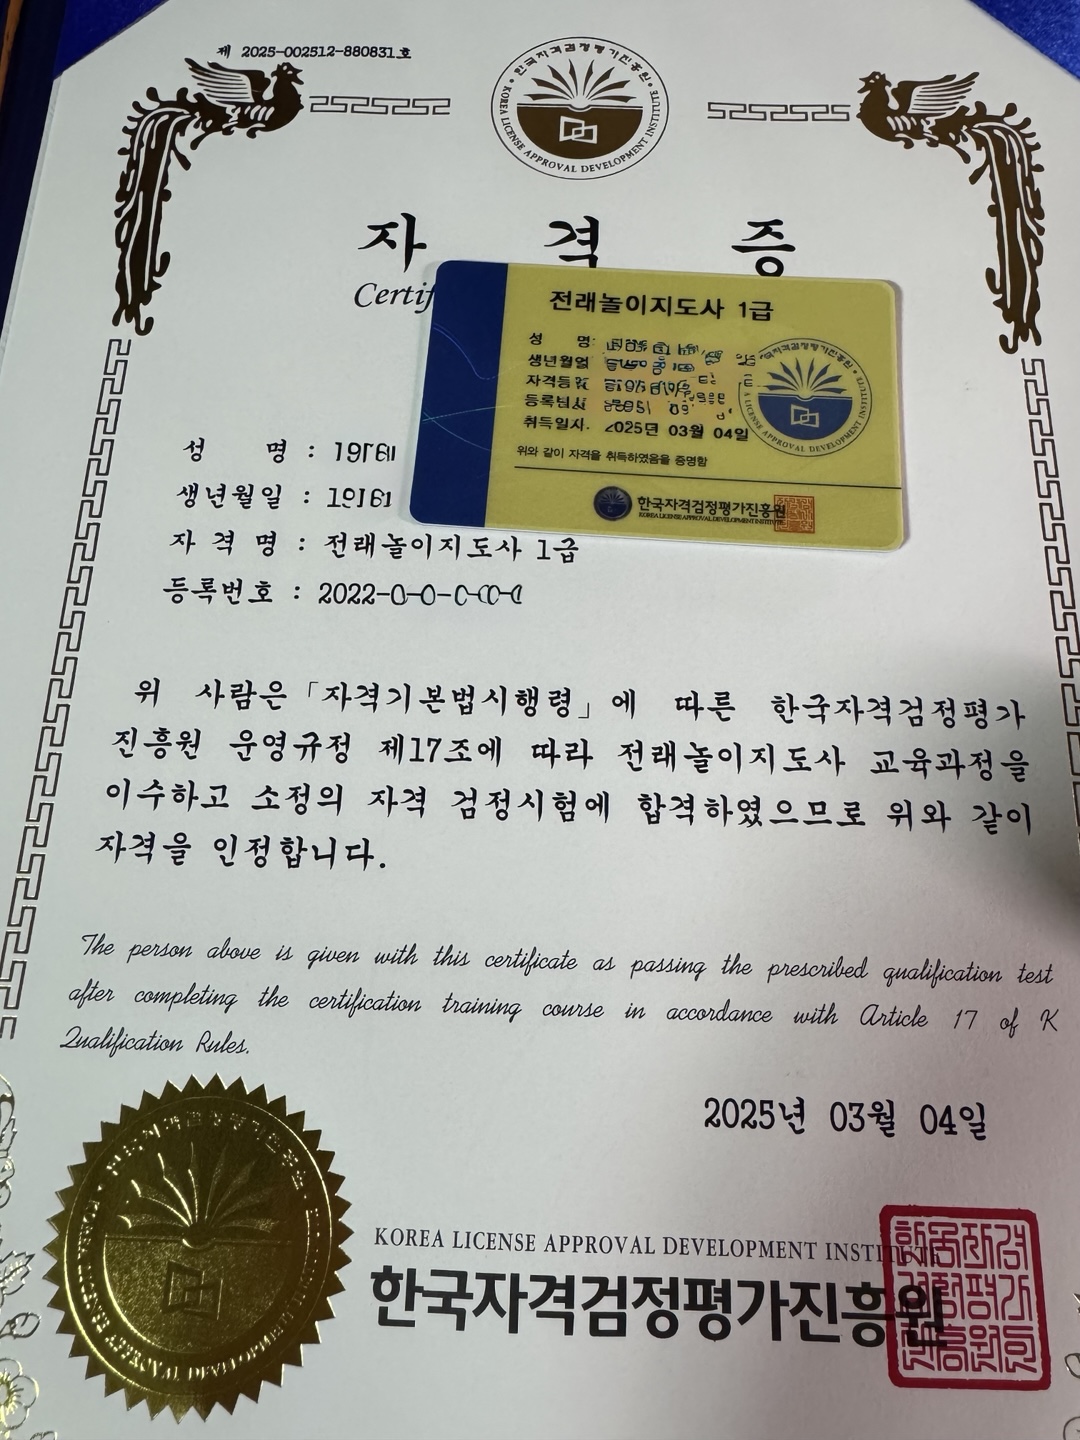 제 2025-002512-880831호
한국자격검정평가진흥원
KOREA LICENSE APPROVAL DEVELOPMENT INSTITUTE
자 격 증
Certif
전래놀이지도사 1급
성 명:
생년월일
자격등
취득일자. 2025년 03월 04일
위와 같이 자격을 취득하였음을 증명함
한국자격검정평가진흥원
KOREA LICENSE APPROVAL DEVELOPMENT INSTITUTE
성 명 :
생년월일 :
자 격 명 : 전래놀이지도사 1급
등록번호 : 2022-
위 사람은「자격기본법시행령」에 따른 한국자격검정평가
진흥원 운영규정 제17조에 따라 전래놀이지도사 교육과정을
이수하고 소정의 자격 검정시험에 합격하였으므로 위와 같이
자격을 인정합니다.
The person above is given with this certificate as passing the prescribed qualification test
after completing the certification training course in accordance with Article 17 of K
Qualification Rules.
2025년 03월 04일
KOREA LICENSE APPROVAL DEVELOPMENT INSTITUTE
한국자격검정평가진흥원